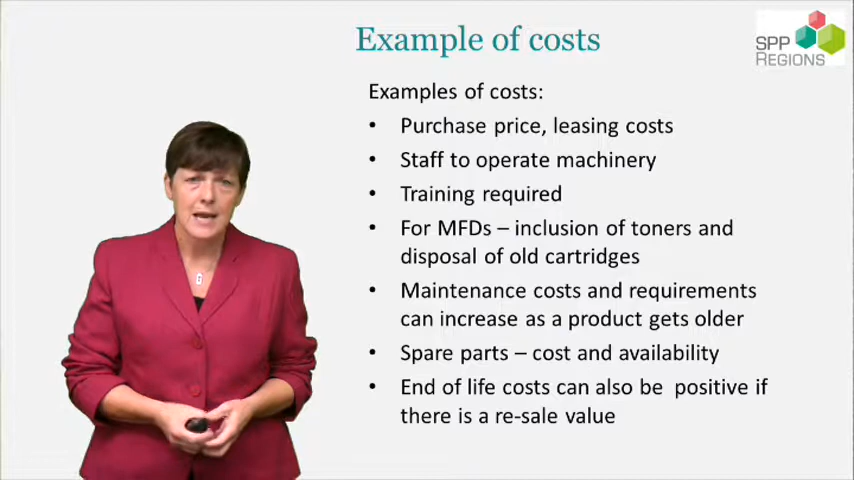 Example of costs
SPP
REGIONS
Examples of costs:
• Purchase price, leasing costs
• Staff to operate machinery
• Training required
• For MFDs – inclusion of toners and
disposal of old cartridges
• Maintenance costs and requirements
can increase as a product gets older
• Spare parts – cost and availability
• End of life costs can also be positive if
there is a re-sale value